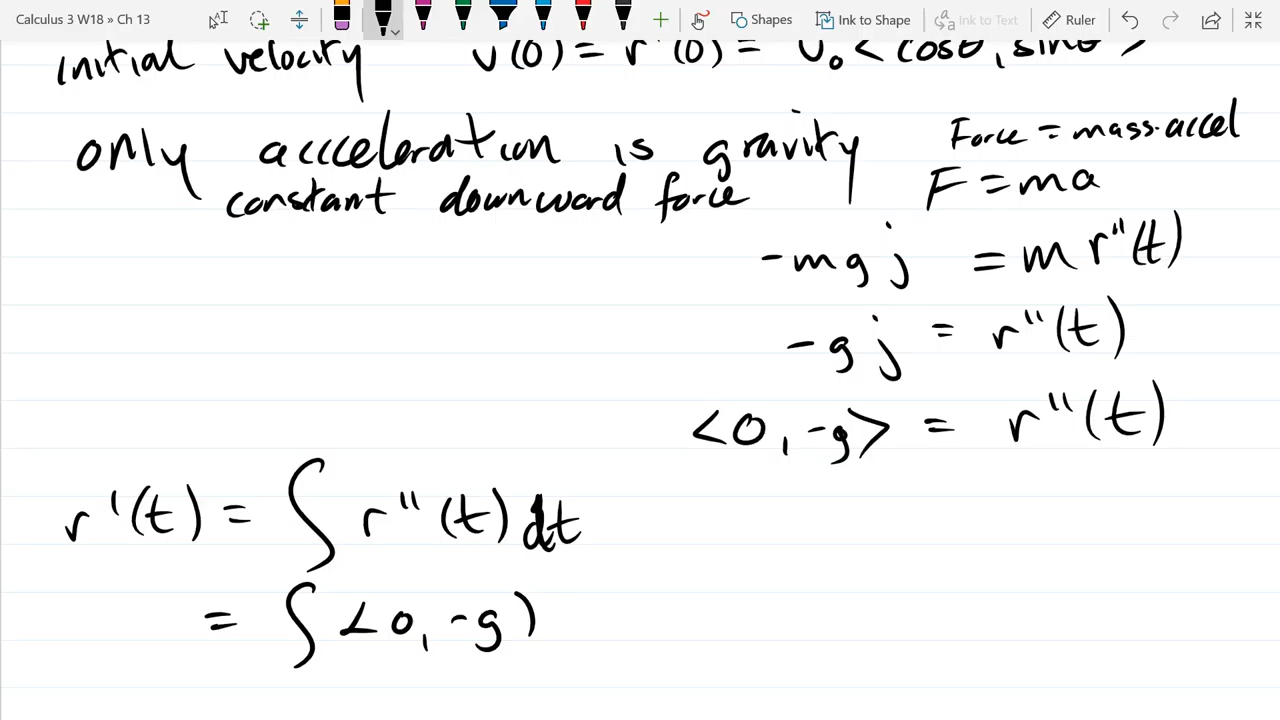 Calculus 3 W18 » Ch 13
Shapes
Ink to Shape
Ink to Text
Ruler
initial velocity v(0) = r'(0) = v₀ <cosθ, sinθ>
only acceleration is gravity
constant downward force
Force = mass·accel
F = ma
-mg j = m r''(t)
-g j = r''(t)
<0, -g> = r''(t)
r'(t) = ∫ r''(t) dt
= ∫ <0, -g)